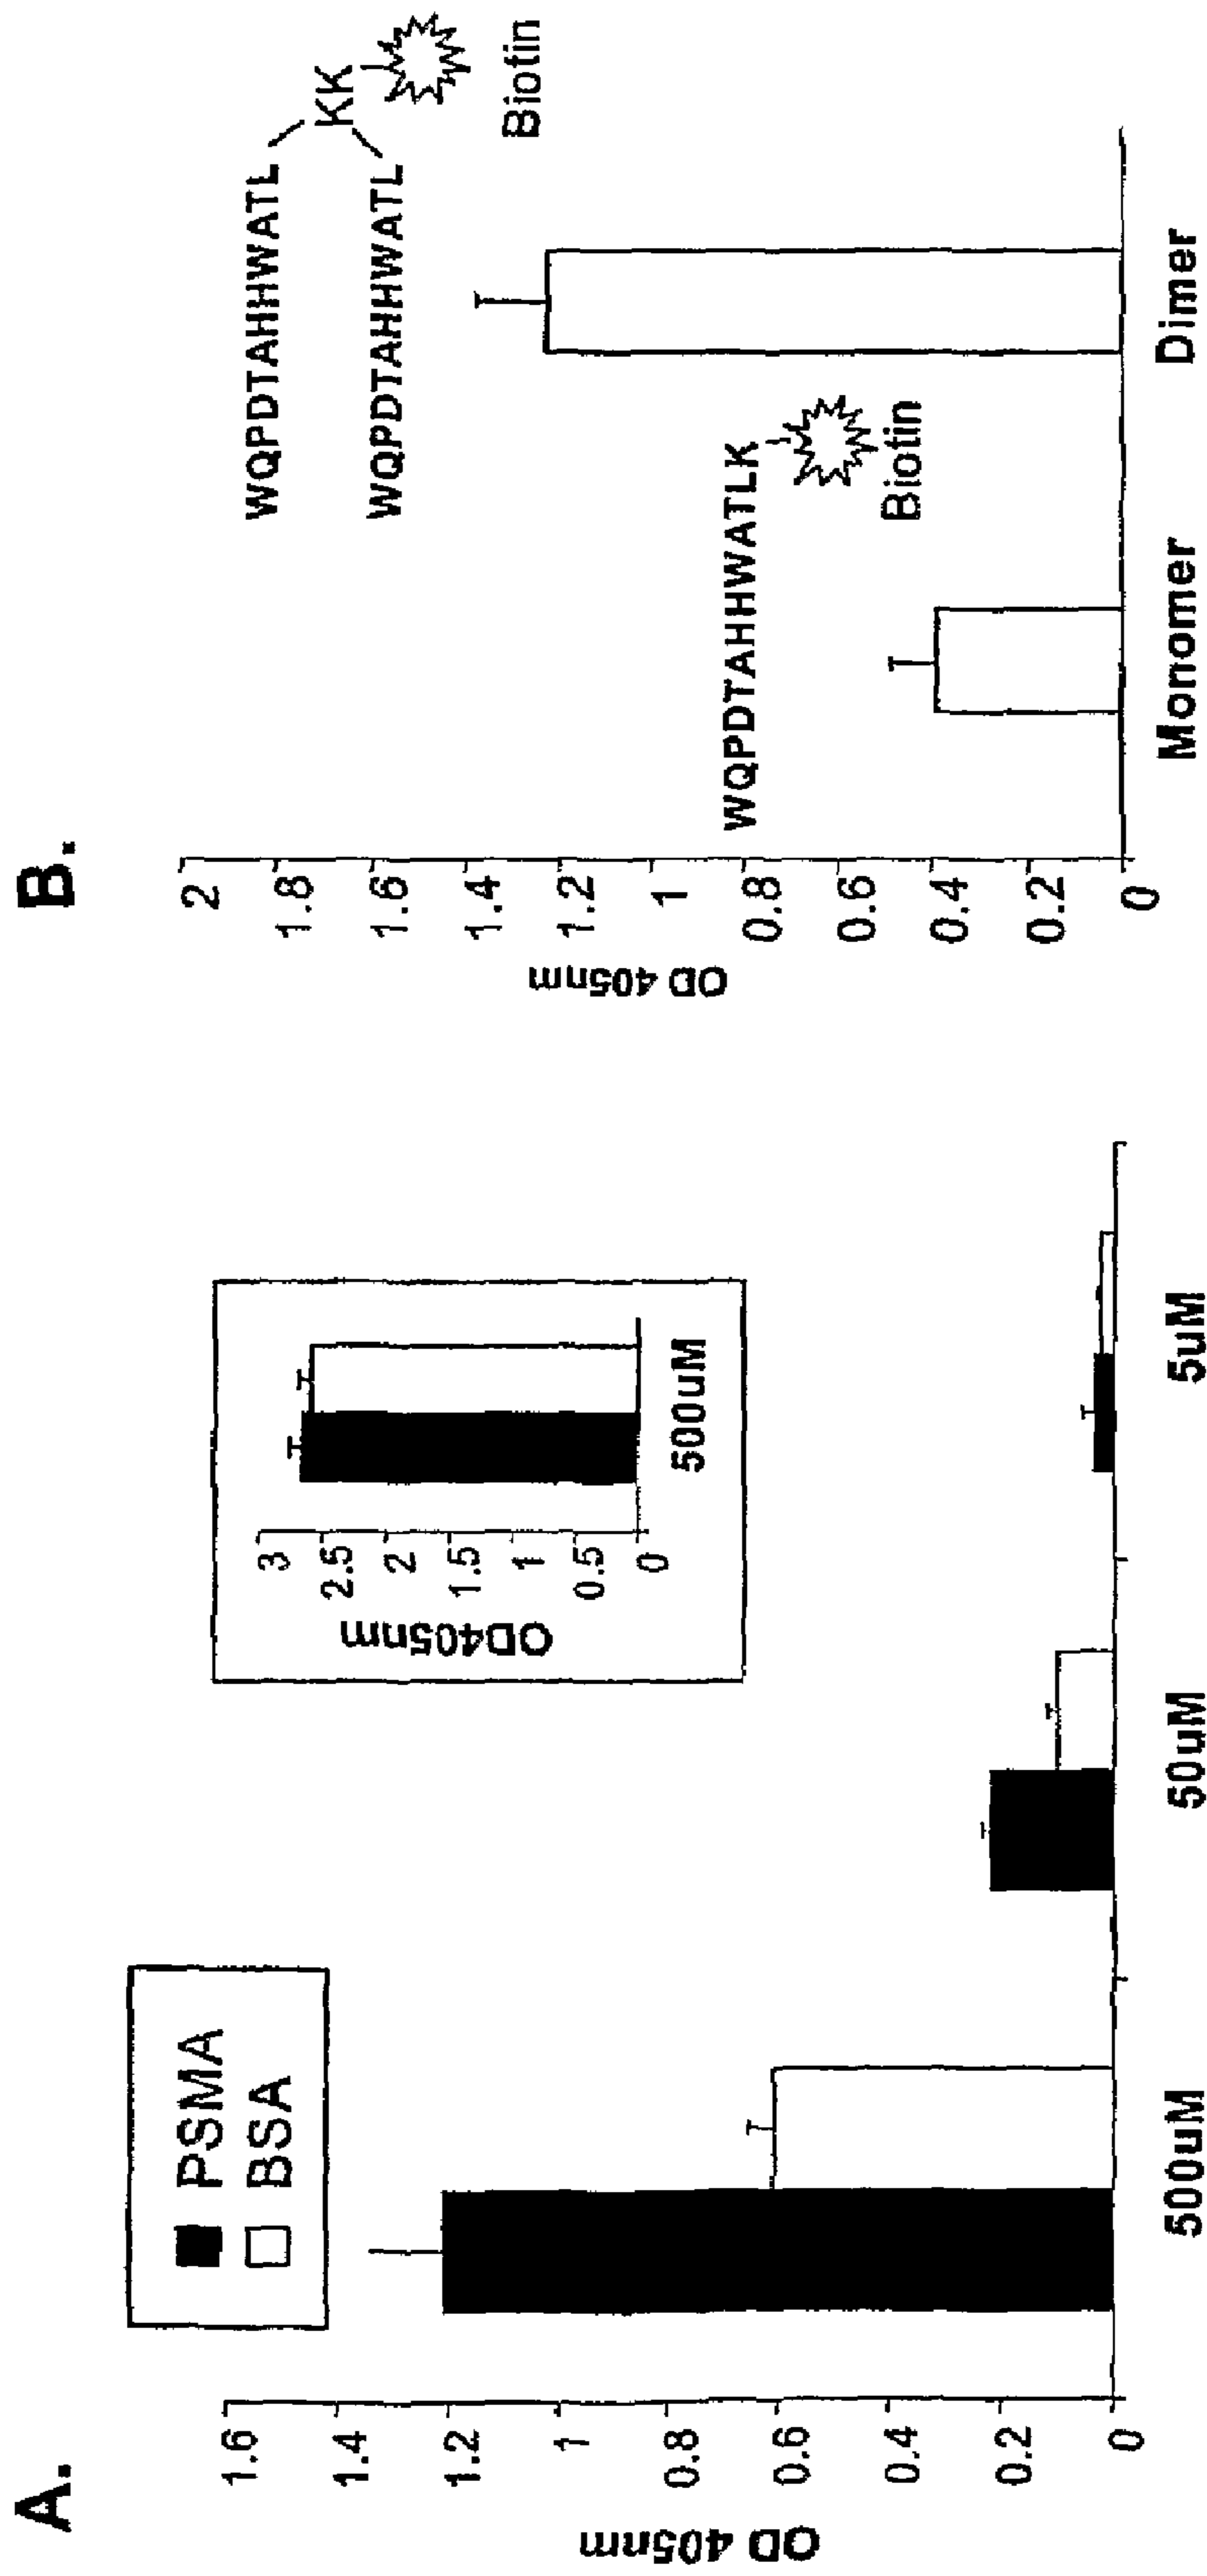 A.
PSMA
BSA
OD 405nm
1.6
1.4
1.2
1
0.8
0.6
0.4
0.2
0
500uM
50uM
5uM
OD405nm
3
2.5
2
1.5
1
0.5
0
500uM
B.
OD 405nm
2
1.8
1.6
1.4
1.2
1
0.8
0.6
0.4
0.2
0
WQPDTAHHWATL
KK
WQPDTAHHWATL
Biotin
WQPDTAHHWATLK
Biotin
Monomer
Dimer